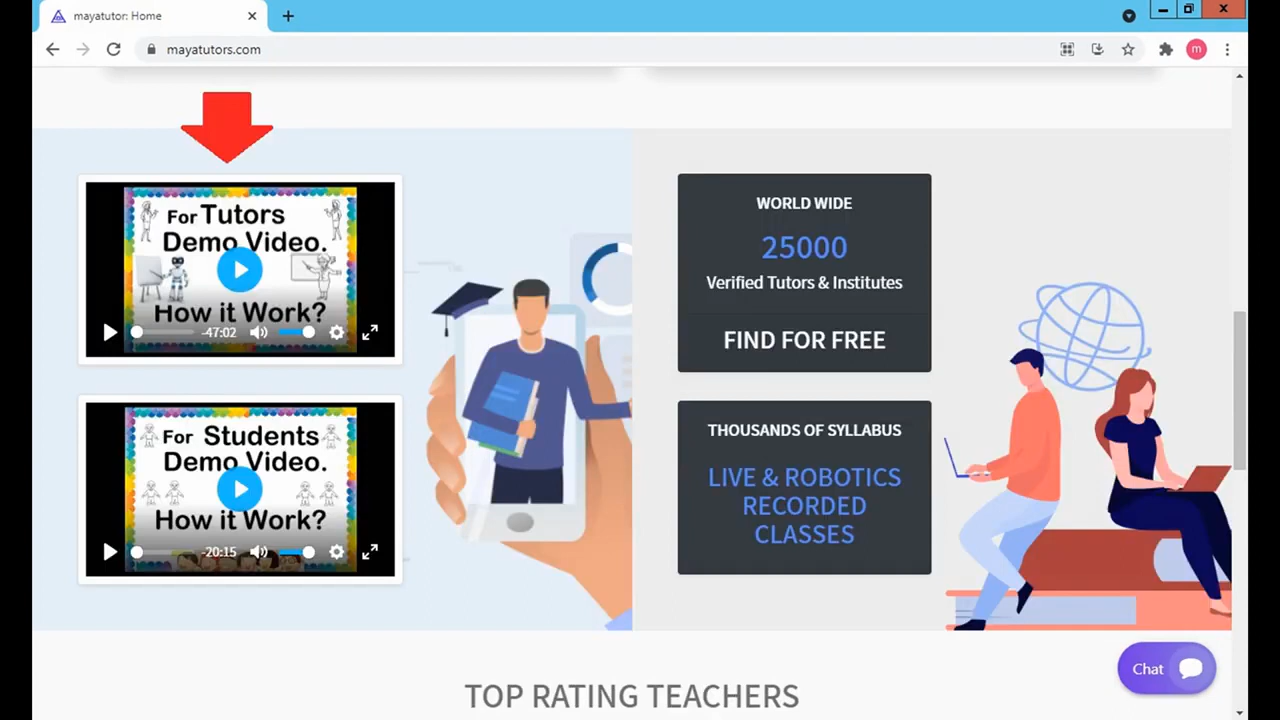 mayatutor: Home
mayatutors.com
m
For Tutors
Demo Video.
How it Work?
-47:02
For Students
Demo Video.
How it Work?
-20:15
WORLD WIDE
25000
Verified Tutors & Institutes
FIND FOR FREE
THOUSANDS OF SYLLABUS
LIVE & ROBOTICS
RECORDED
CLASSES
Chat
TOP RATING TEACHERS